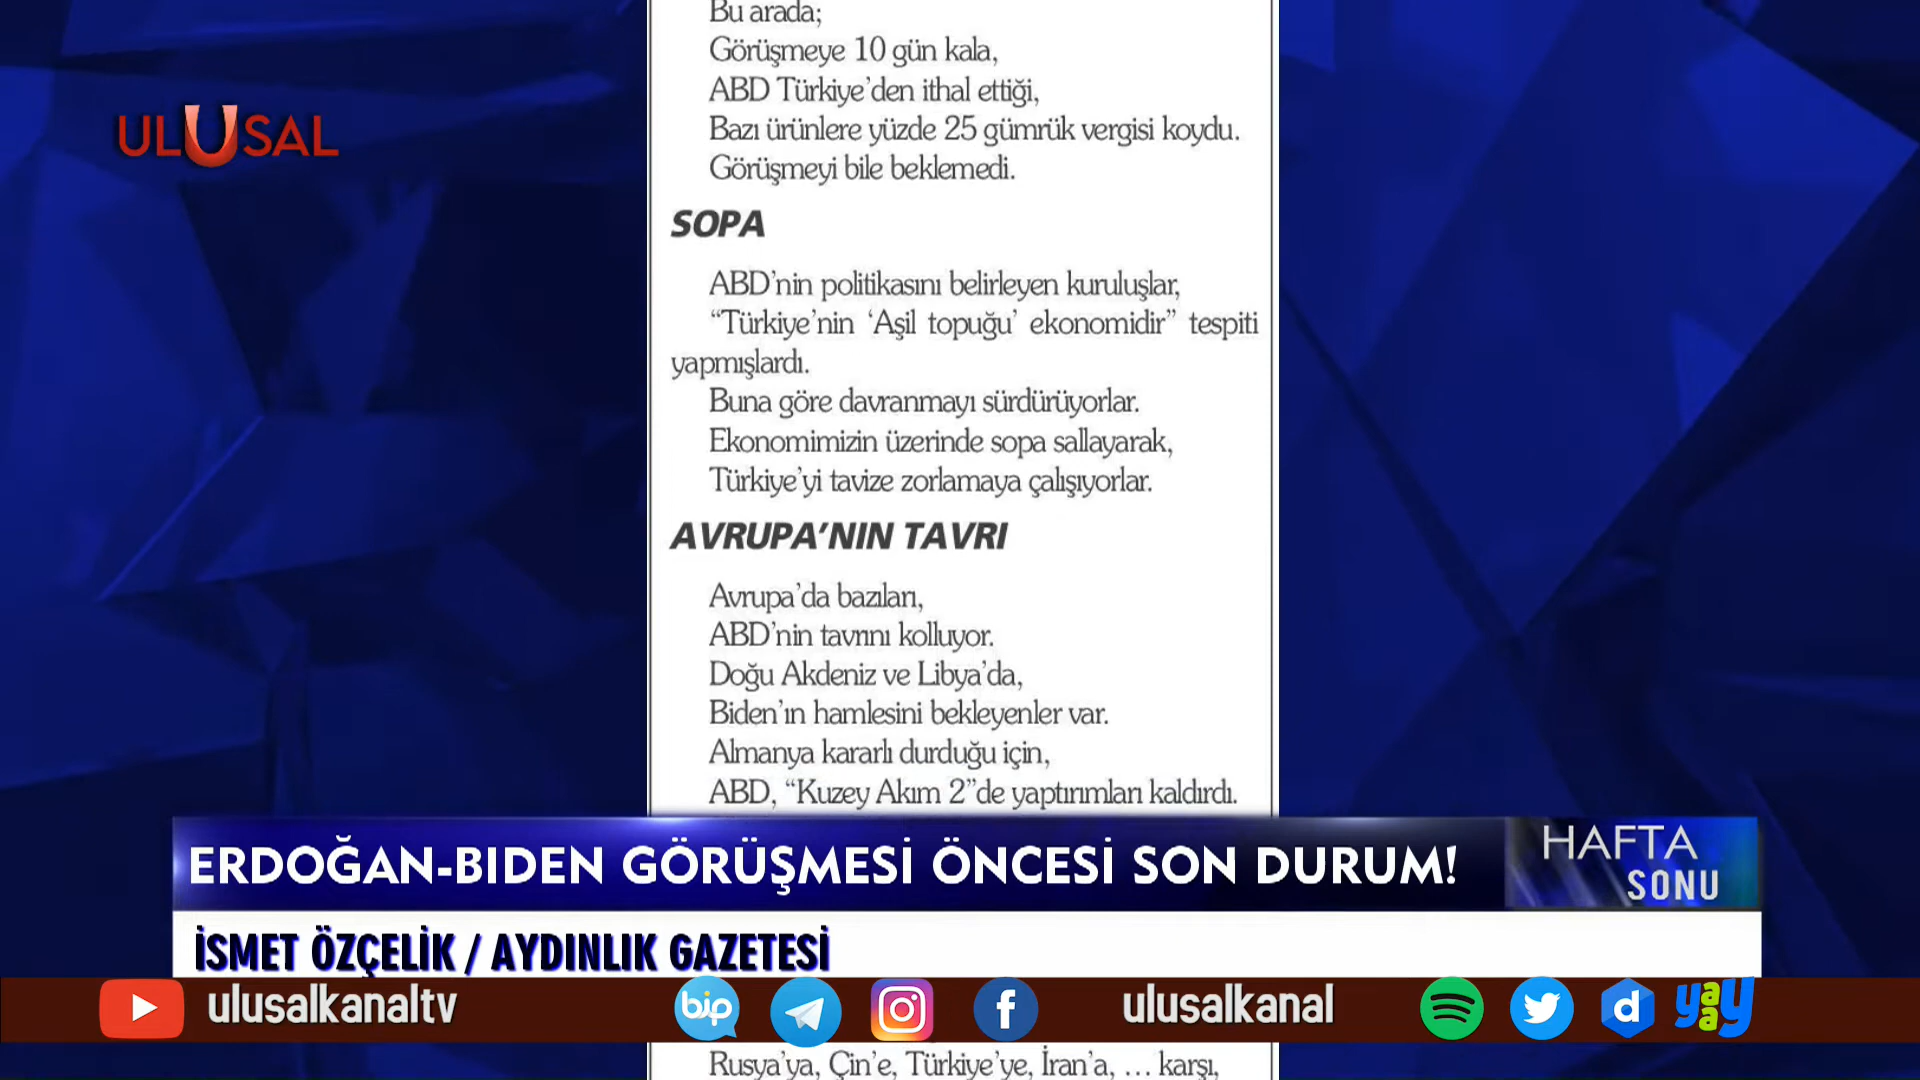 Bu arada;
Görüşmeye 10 gün kala,
ABD Türkiye'den ithal ettiği,
Bazı ürünlere yüzde 25 gümrük vergisi koydu.
Görüşmeyi bile beklemedi.
ULUSAL
SOPA
ABD'nin politikasını belirleyen kuruluşlar,
“Türkiye'nin ‘Aşil topuğu’ ekonomidir” tespiti
yapmışlardı.
Buna göre davranmayı sürdürüyorlar.
Ekonomimizin üzerinde sopa sallayarak,
Türkiye'yi tavize zorlamaya çalışıyorlar.
AVRUPA'NIN TAVRI
Avrupa'da bazıları,
ABD'nin tavrını kolluyor.
Doğu Akdeniz ve Libya'da,
Biden'ın hamlesini bekleyenler var.
Almanya kararlı durduğu için,
ABD, “Kuzey Akım 2”de yaptırımları kaldırdı.
ERDOĞAN-BIDEN GÖRÜŞMESİ ÖNCESİ SON DURUM!
HAFTA
SONU
İSMET ÖZÇELİK / AYDINLIK GAZETESİ
ulusalkanaltv
bip
ulusalkanal
d
yaay
Rusya'ya, Çin'e, Türkiye'ye, İran'a, ... karşı,